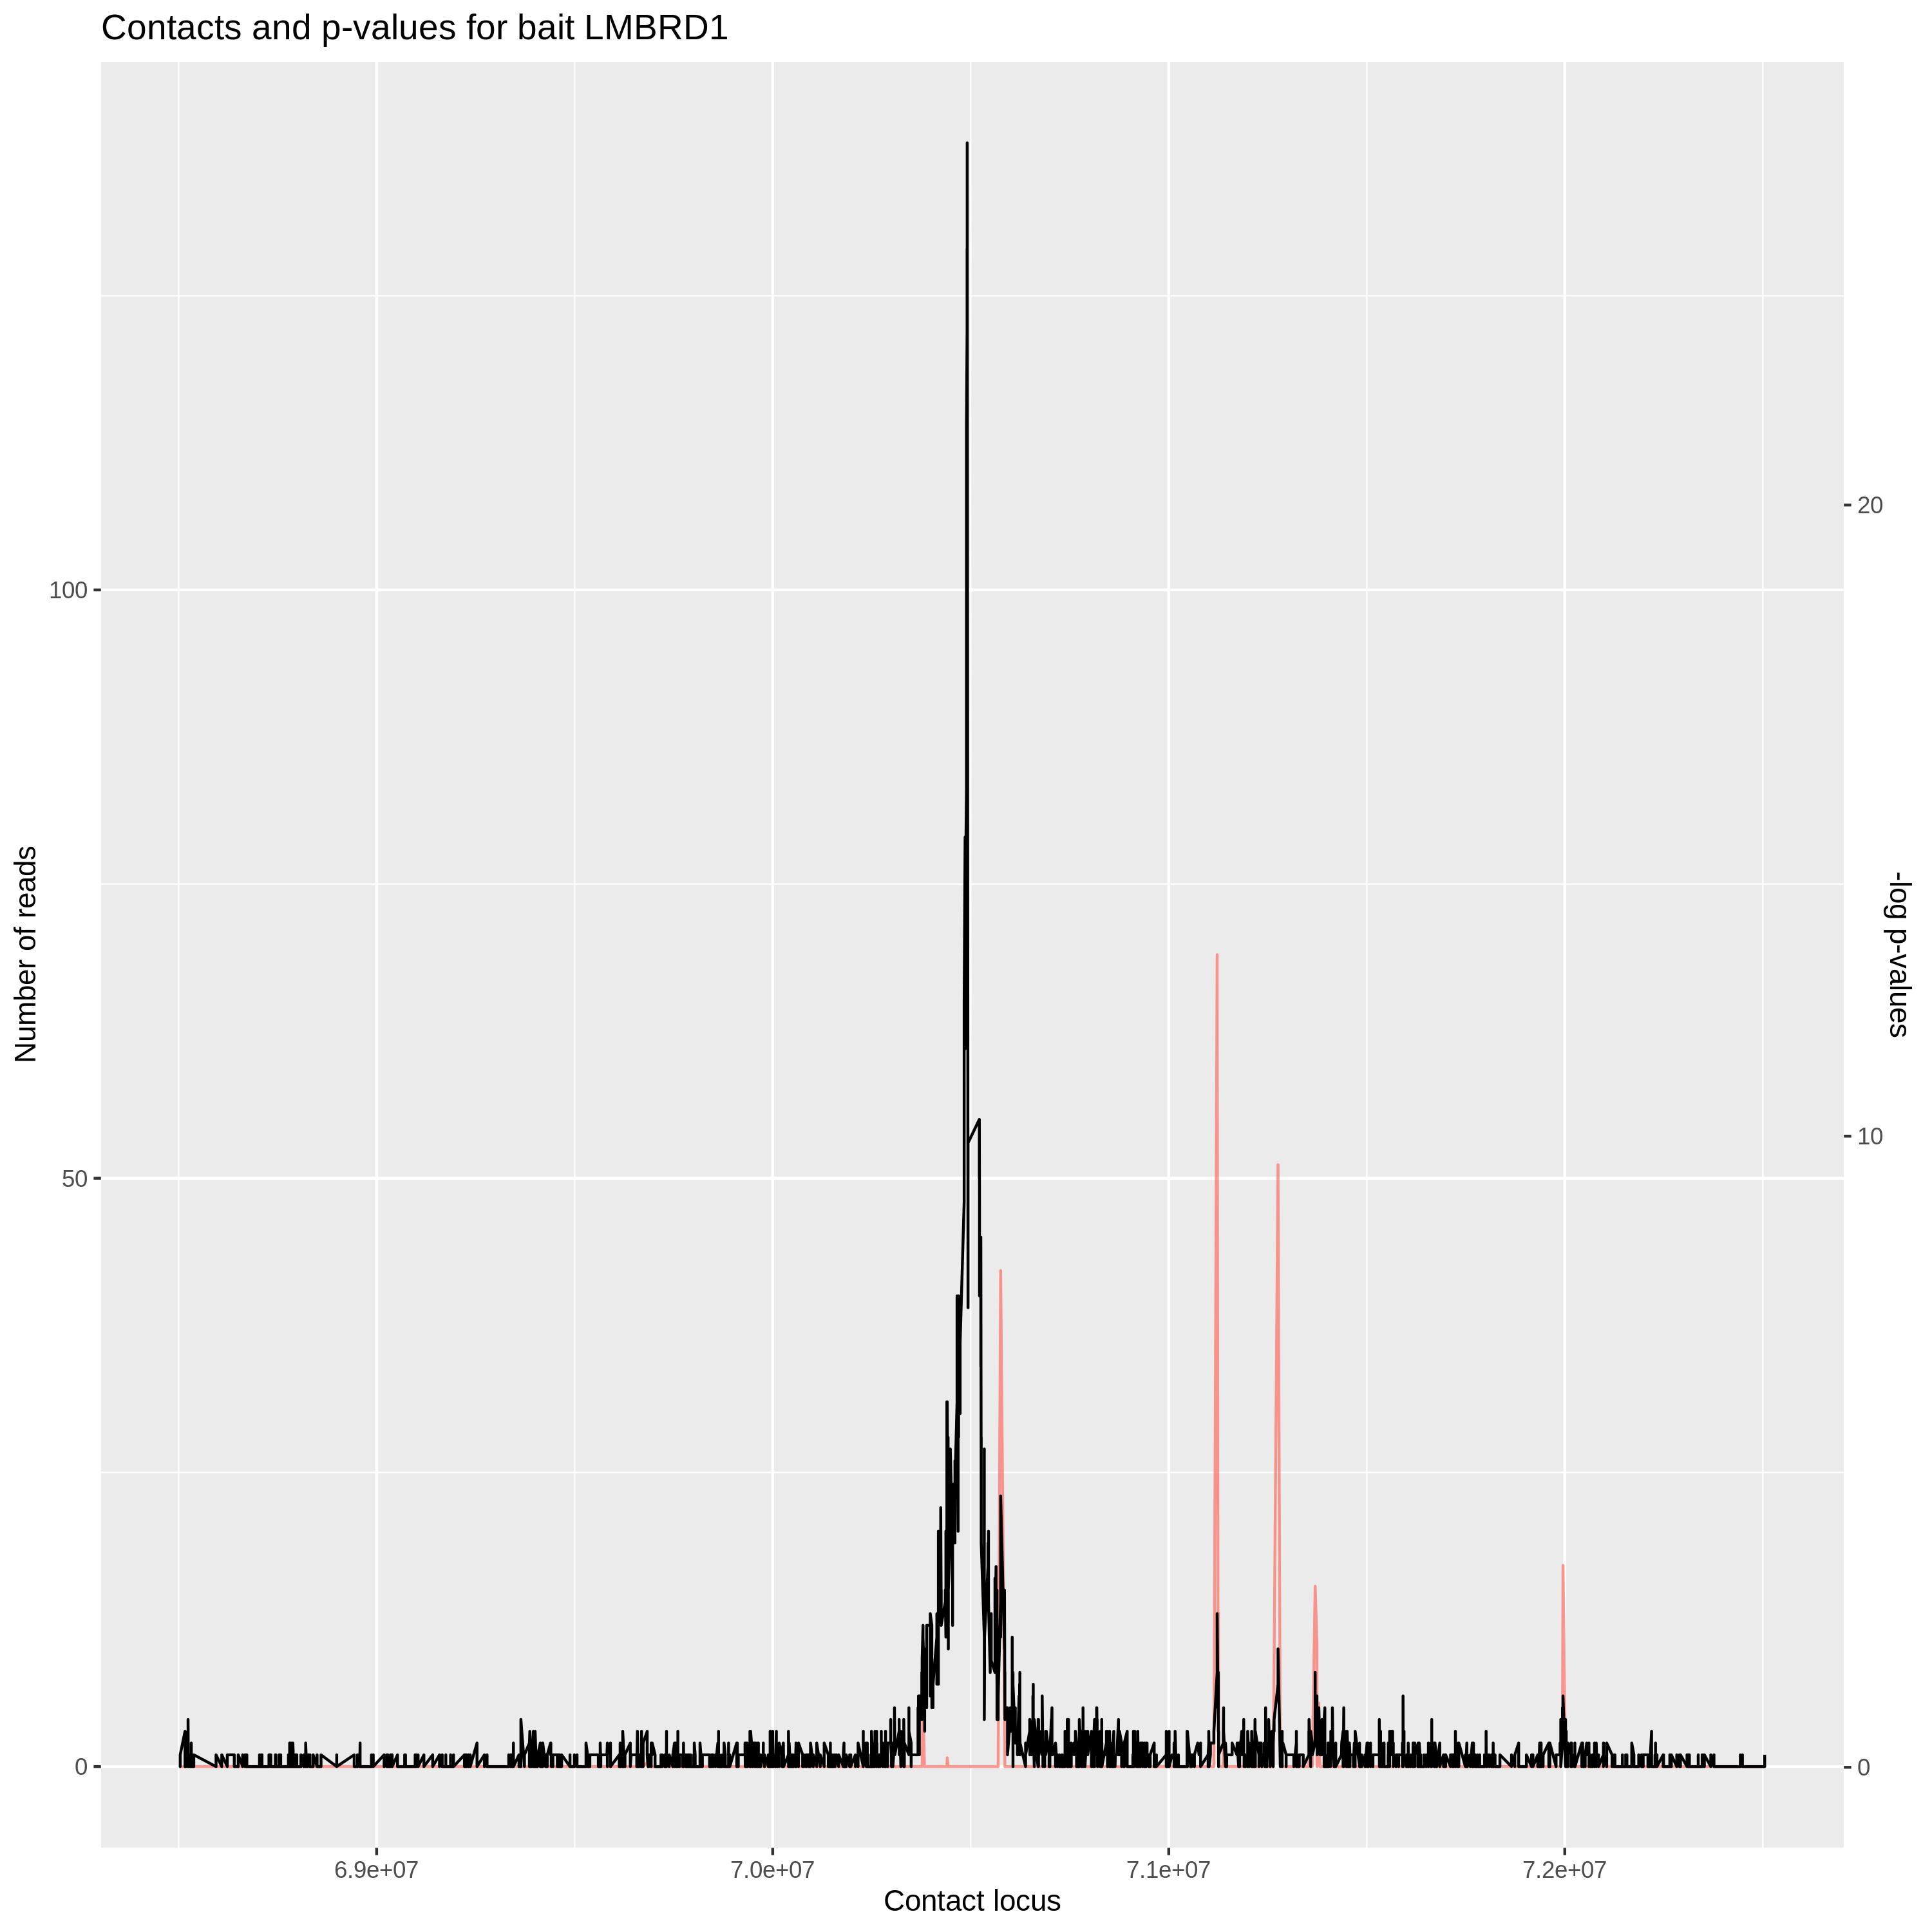 Contacts and p-values for bait LMBRD1
Number of reads
100
50
0
20
10
0
-log p-values
6.9e+07
7.0e+07
7.1e+07
7.2e+07
Contact locus